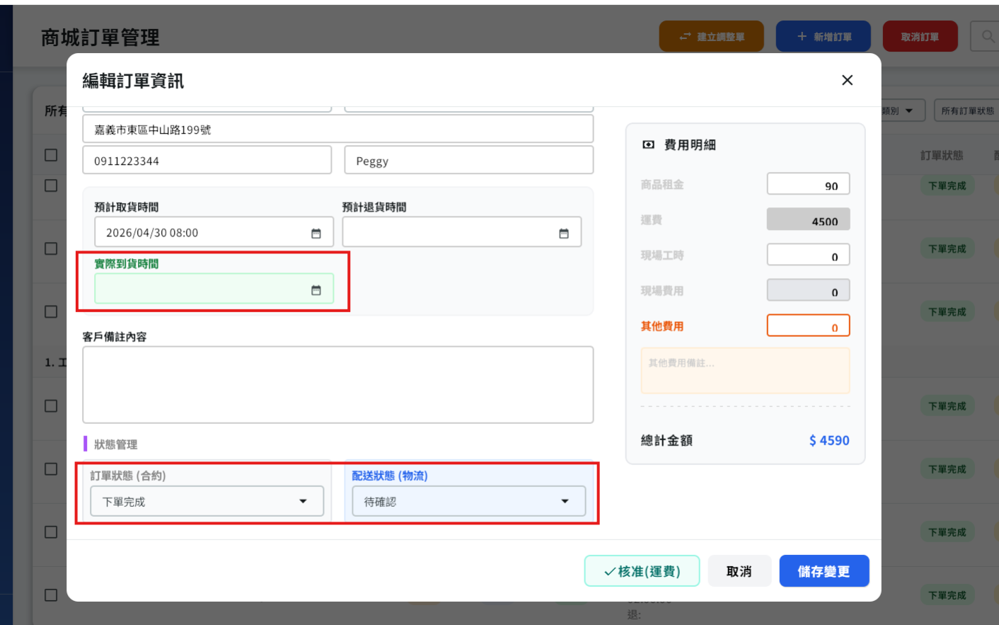 商城訂單管理
建立調整單
+ 新增訂單
取消訂單
編輯訂單資訊
所有
類別
所有訂單狀態
嘉義市東區中山路199號
0911223344
Peggy
預計取貨時間
預計退貨時間
2026/04/30 08:00
實際到貨時間
客戶備註內容
狀態管理
訂單狀態 (合約)
配送狀態 (物流)
下單完成
待確認
費用明細
商品租金
90
運費
4500
現場工時
0
現場費用
0
其他費用
0
其他費用備註...
總計金額
$ 4590
✓核准(運費)
取消
儲存變更
訂單狀態
下單完成
下單完成
下單完成
1. 工
下單完成
下單完成
下單完成
下單完成
退: